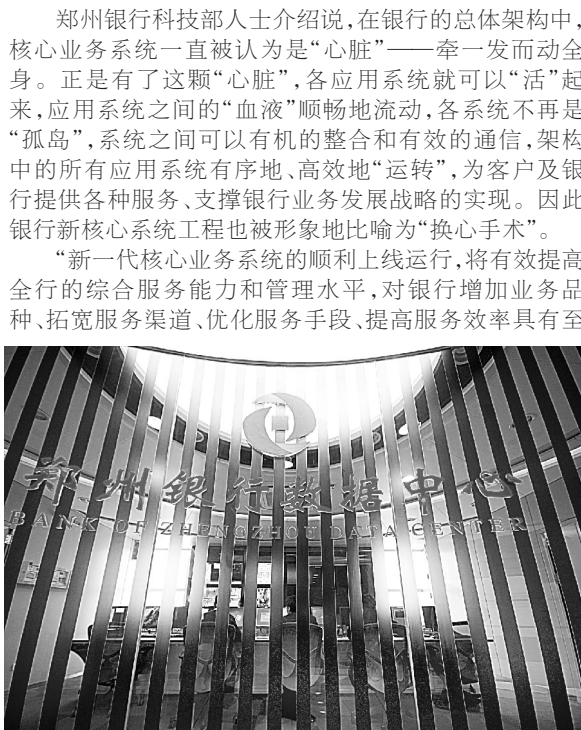 郑州银行科技部人士介绍说,在银行的总体架构中,
核心业务系统一直被认为是“心脏”——牵一发而动全
身。正是有了这颗“心脏”,各应用系统就可以“活”起
来,应用系统之间的“血液”顺畅地流动,各系统不再是
“孤岛”,系统之间可以有机的整合和有效的通信,架构
中的所有应用系统有序地、高效地“运转”,为客户及银
行提供各种服务、支撑银行业务发展战略的实现。因此
银行新核心系统工程也被形象地比喻为“换心手术”。
“新一代核心业务系统的顺利上线运行,将有效提高
全行的综合服务能力和管理水平,对银行增加业务品
种、拓宽服务渠道、优化服务手段、提高服务效率具有至
郑州银行数据中心
BANK OF ZHENGZHOU DATA CENTER